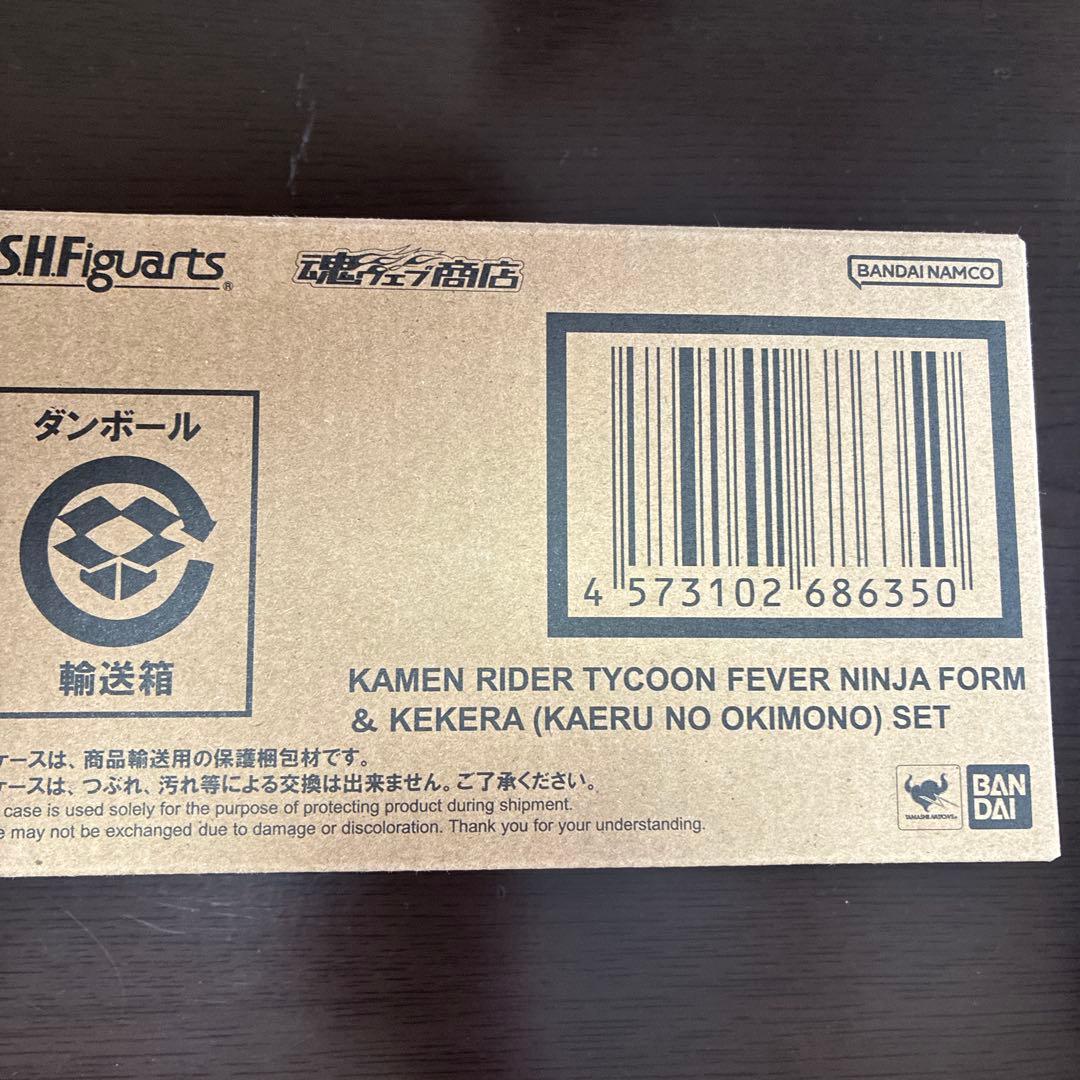 S.H.Figuarts®
魂ウェブ商店
BANDAI NAMCO
ダンボール
輸送箱
4 573102 686350
KAMEN RIDER TYCOON FEVER NINJA FORM
& KEKERA (KAERU NO OKIMONO) SET
ケースは、商品輸送用の保護梱包材です。
ケースは、つぶれ、汚れ等による交換は出来ません。ご了承ください。
case is used solely for the purpose of protecting product during shipment.
may not be exchanged due to damage or discoloration. Thank you for your understanding.
TAMASHII NATIONS
BAN
DAI